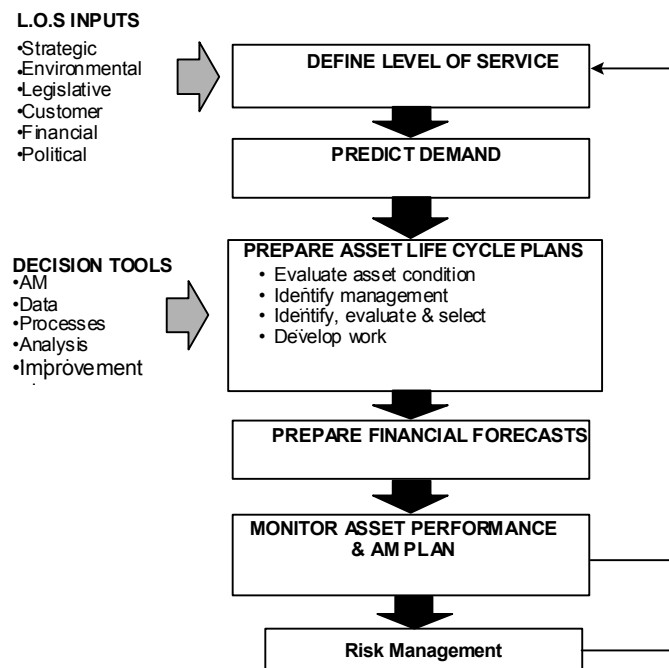 L.O.S INPUTS
•Strategic
•Environmental
•Legislative
•Customer
•Financial
•Political
DEFINE LEVEL OF SERVICE
PREDICT DEMAND
DECISION TOOLS
•AM
•Data
•Processes
•Analysis
•Improvement
PREPARE ASSET LIFE CYCLE PLANS
• Evaluate asset condition
• Identify management
• Identify, evaluate & select
• Develop work
PREPARE FINANCIAL FORECASTS
MONITOR ASSET PERFORMANCE
& AM PLAN
Risk Management